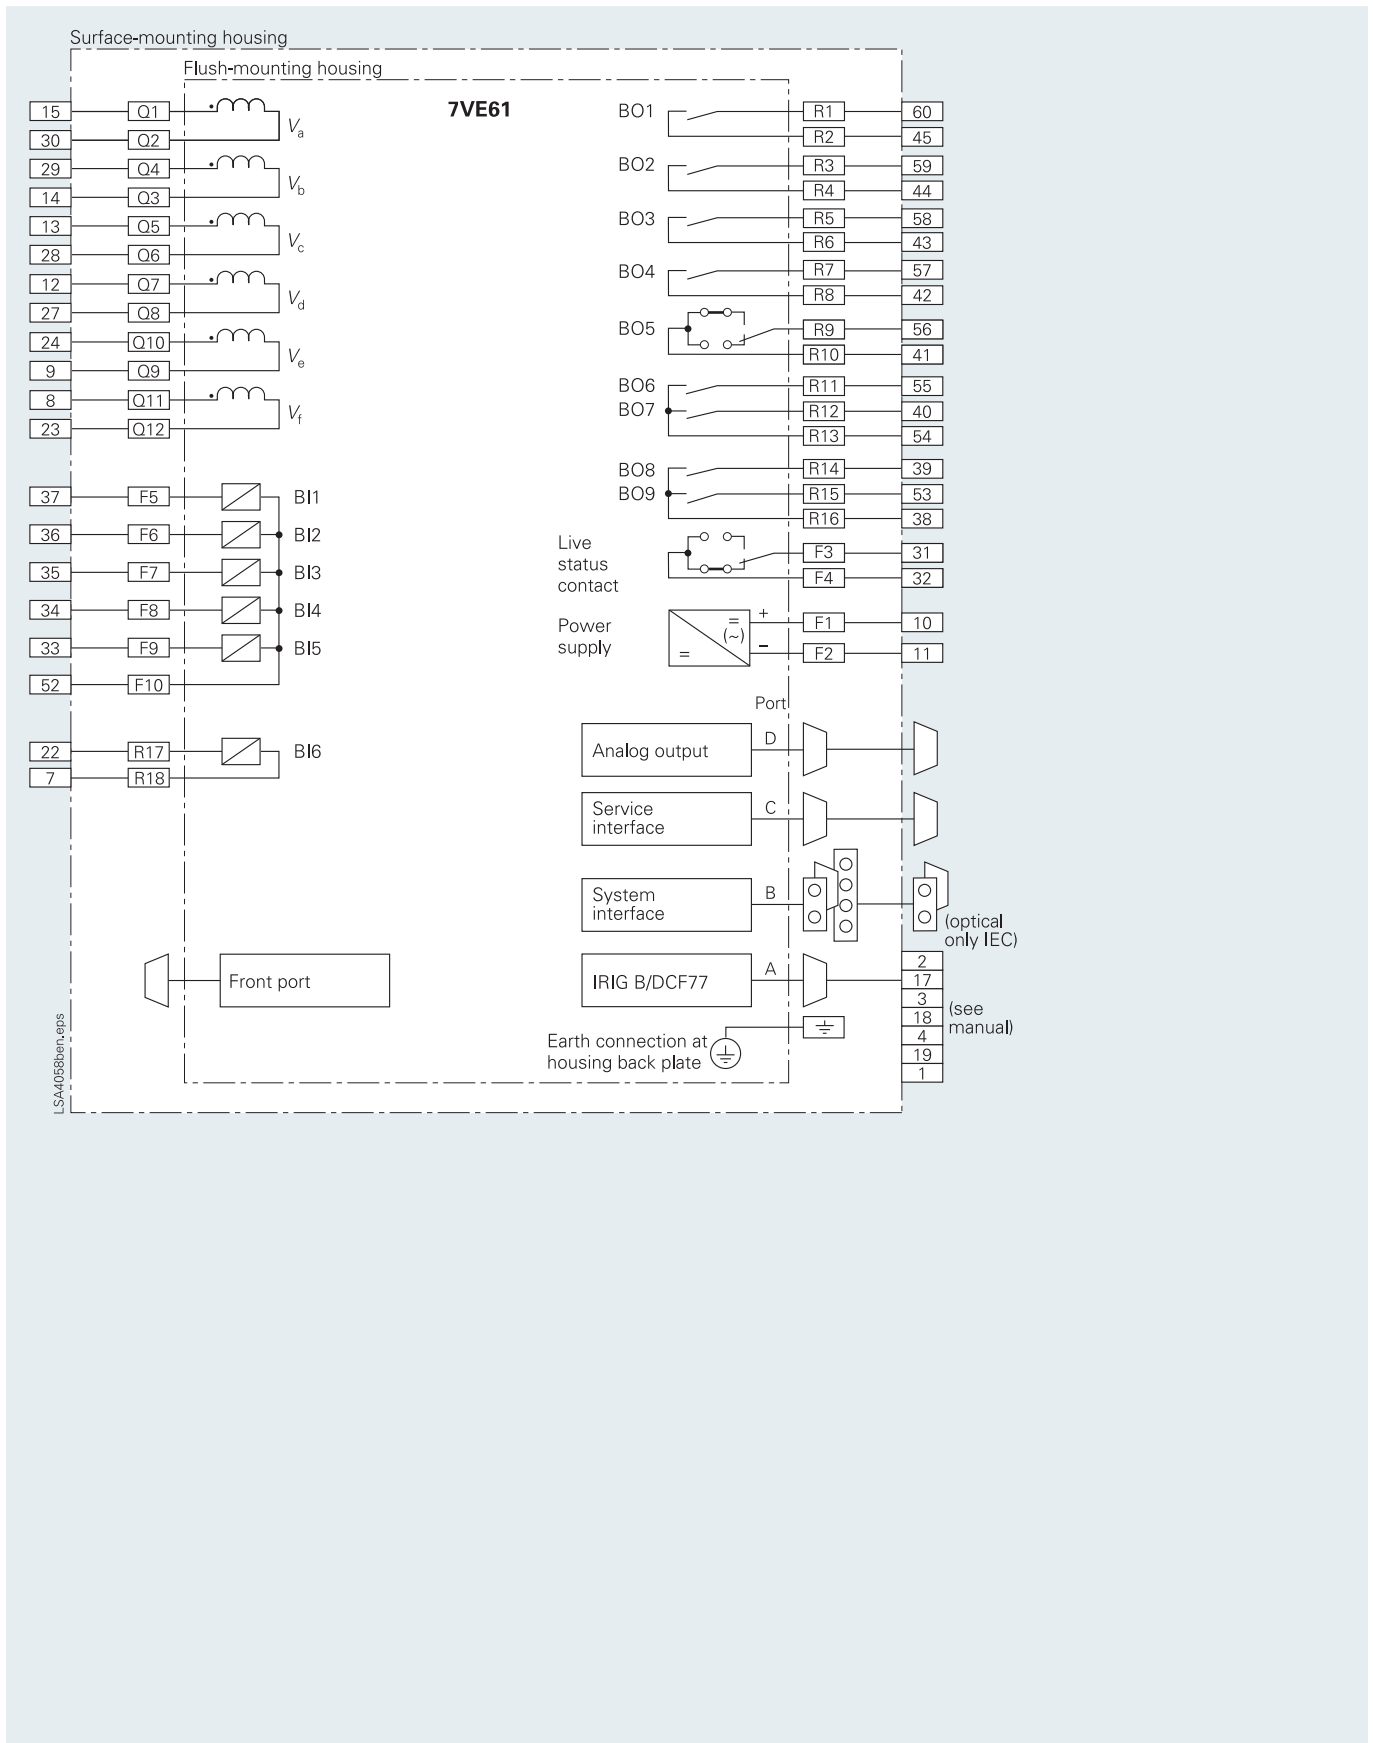 Surface-mounting housing
Flush-mounting housing
7VE61
15 Q1
30 Q2
Va
29 Q4
14 Q3
Vb
13 Q5
28 Q6
Vc
12 Q7
27 Q8
Vd
24 Q10
9 Q9
Ve
8 Q11
23 Q12
Vf
37 F5 BI1
36 F6 BI2
35 F7 BI3
34 F8 BI4
33 F9 BI5
52 F10
22 R17 BI6
7 R18
Front port
BO1 R1 60
R2 45
BO2 R3 59
R4 44
BO3 R5 58
R6 43
BO4 R7 57
R8 42
BO5 R9 56
R10 41
BO6 R11 55
BO7 R12 40
R13 54
BO8 R14 39
BO9 R15 53
R16 38
Live
status
contact
F3 31
F4 32
Power
supply
= (~) =
+ F1 10
– F2 11
Port
Analog output D
Service
interface
C
System
interface
B
(optical
only IEC)
IRIG B/DCF77 A
2
17
3
18
4
19
1
(see
manual)
Earth connection at
housing back plate
LSA4058ben.eps